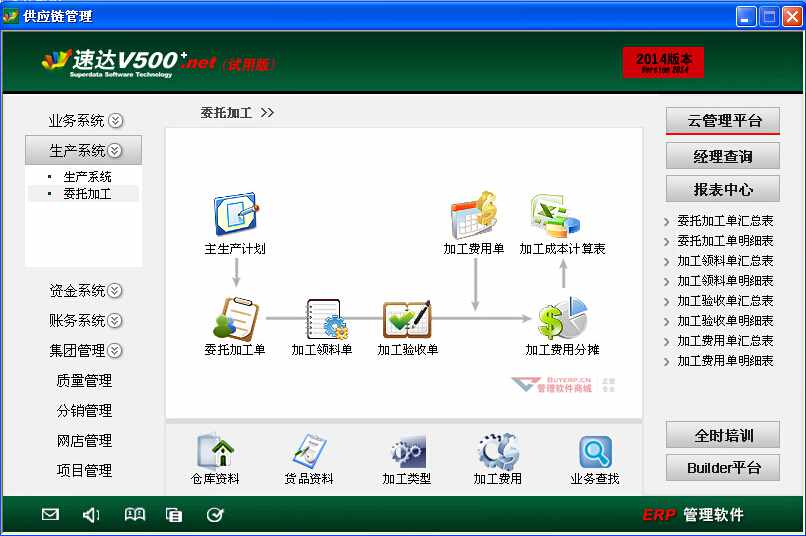 供应链管理
速达V500+.net（试用版）
Superdata Software Technology
2014版本
Version 2014
业务系统
生产系统
生产系统
委托加工
资金系统
账务系统
集团管理
质量管理
分销管理
网店管理
项目管理
委托加工 >>
主生产计划
加工费用单
加工成本计算表
委托加工单
加工领料单
加工验收单
加工费用分摊
BUYERP.CN
管理软件商城
仓库资料
货品资料
加工类型
加工费用
业务查找
云管理平台
经理查询
报表中心
委托加工单汇总表
委托加工单明细表
加工领料单汇总表
加工领料单明细表
加工验收单汇总表
加工验收单明细表
加工费用单汇总表
加工费用单明细表
全时培训
Builder平台
ERP 管理软件